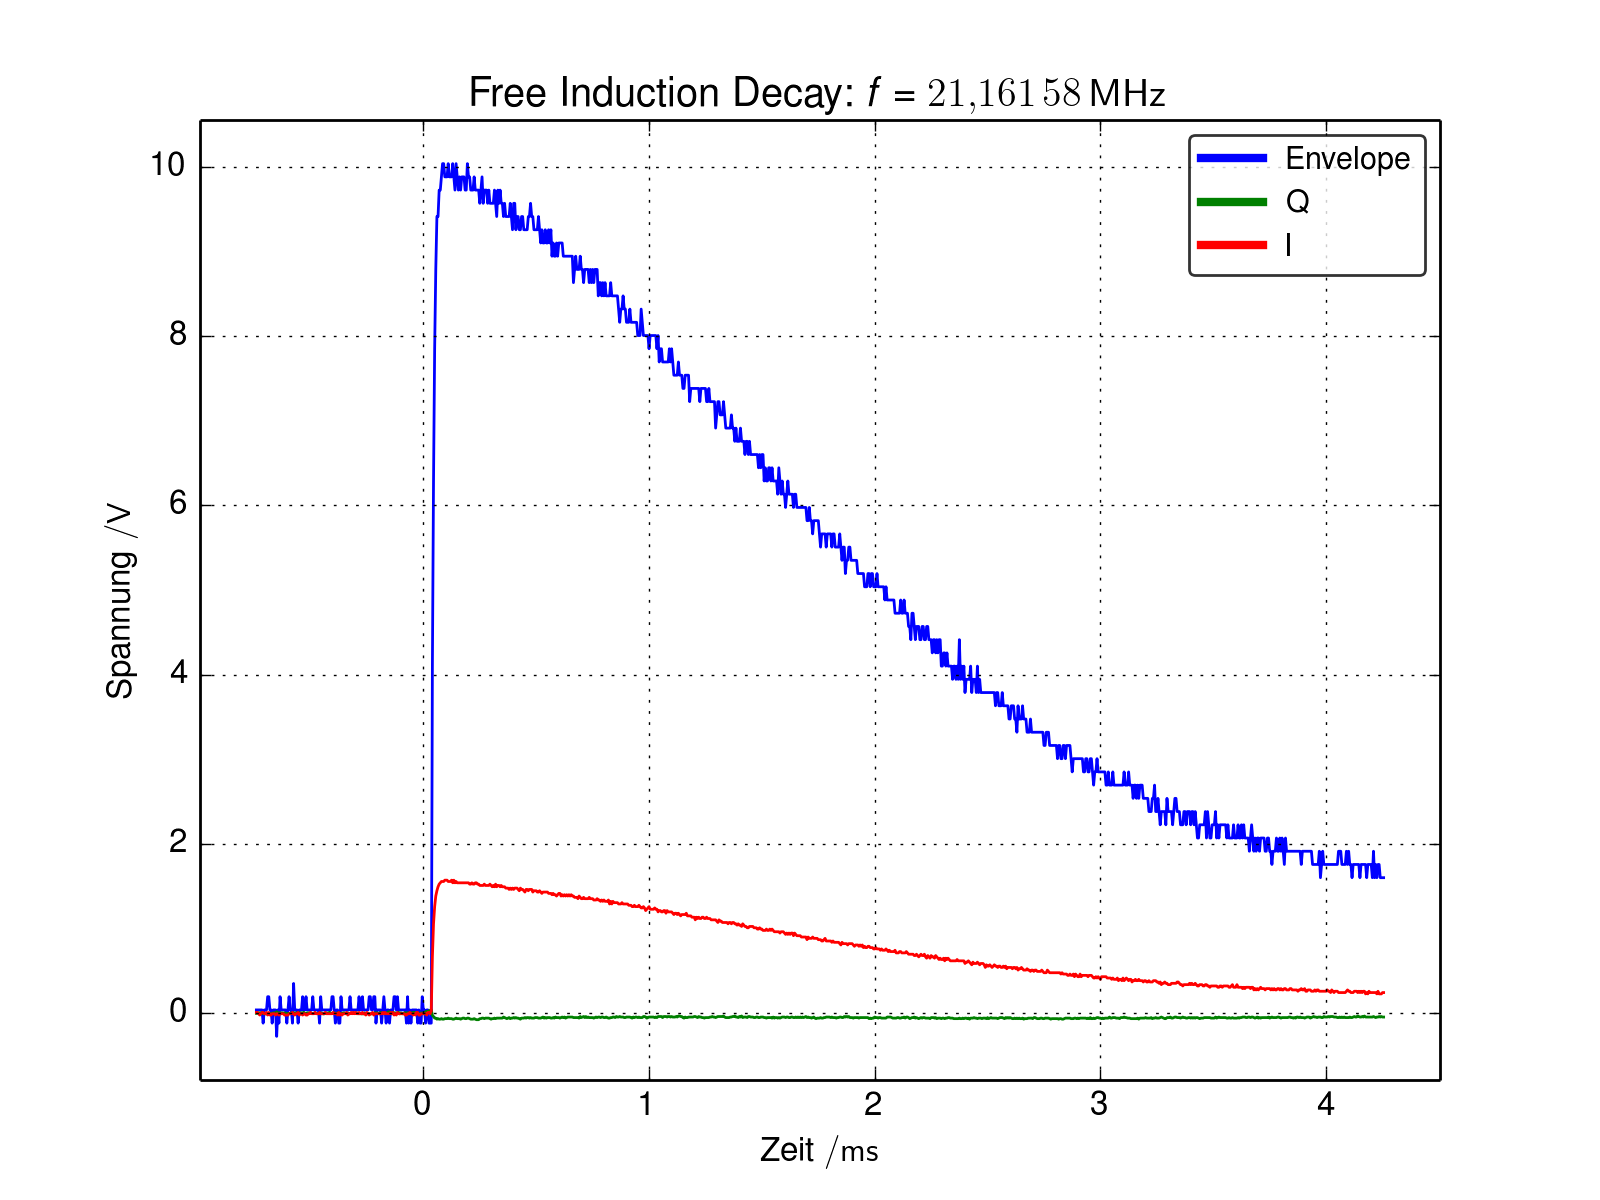 Free Induction Decay: f = 21,161 58 MHz
Envelope
Q
I
10
8
6
4
2
0
Spannung /V
0 1 2 3 4
Zeit /ms